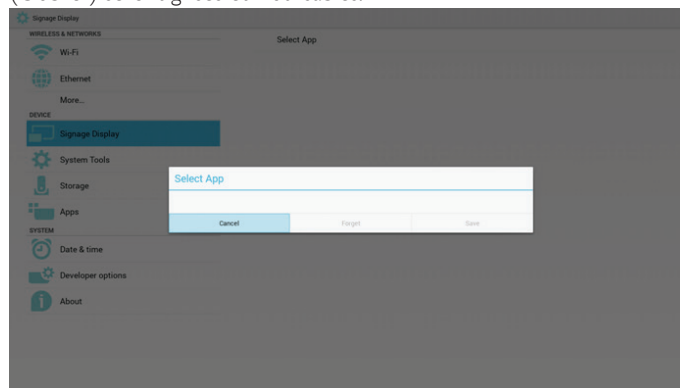 Signage Display
WIRELESS & NETWORKS
Select App
Wi-Fi
Ethernet
More...
DEVICE
Signage Display
System Tools
Storage
Apps
SYSTEM
Date & time
Developer options
About
Select App
Cancel
Forget
Save